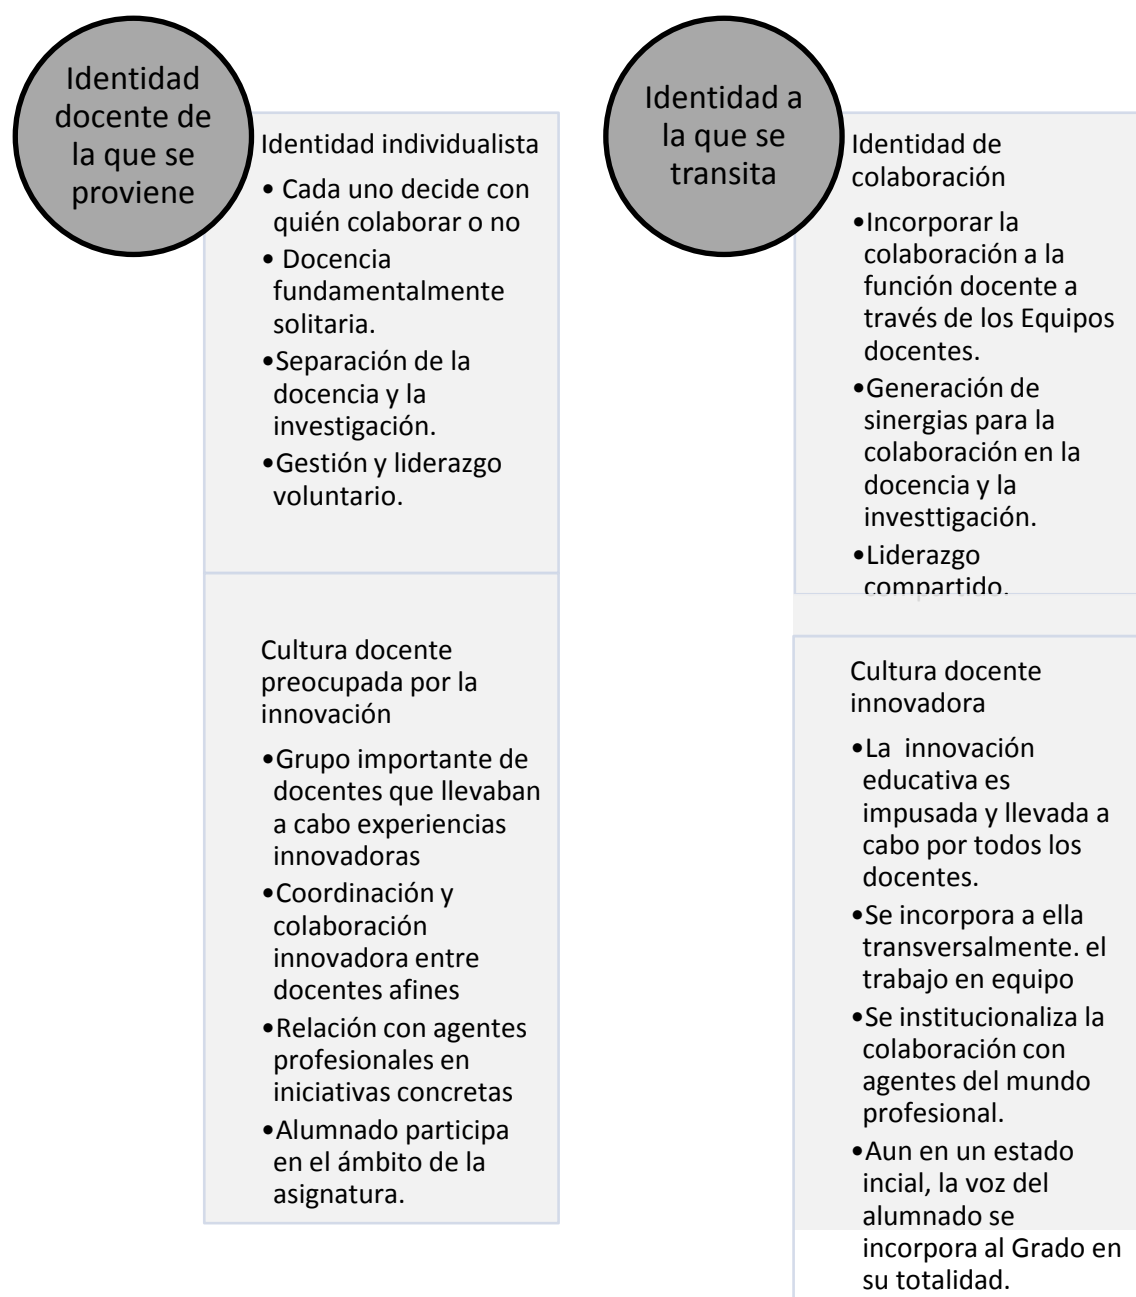 Identidad
docente de
la que se
proviene
Identidad individualista
• Cada uno decide con
quién colaborar o no
• Docencia
fundamentalmente
solitaria.
•Separación de la
docencia y la
investigación.
•Gestión y liderazgo
voluntario.
Cultura docente
preocupada por la
innovación
•Grupo importante de
docentes que llevaban
a cabo experiencias
innovadoras
•Coordinación y
colaboración
innovadora entre
docentes afines
•Relación con agentes
profesionales en
iniciativas concretas
•Alumnado participa
en el ámbito de la
asignatura.
Identidad a
la que se
transita
Identidad de
colaboración
•Incorporar la
colaboración a la
función docente a
través de los Equipos
docentes.
•Generación de
sinergias para la
colaboración en la
docencia y la
investtigación.
•Liderazgo
compartido.
Cultura docente
innovadora
•La  innovación
educativa es
impusada y llevada a
cabo por todos los
docentes.
•Se incorpora a ella
transversalmente. el
trabajo en equipo
•Se institucionaliza la
colaboración con
agentes del mundo
profesional.
•Aun en un estado
incial, la voz del
alumnado se
incorpora al Grado en
su totalidad.